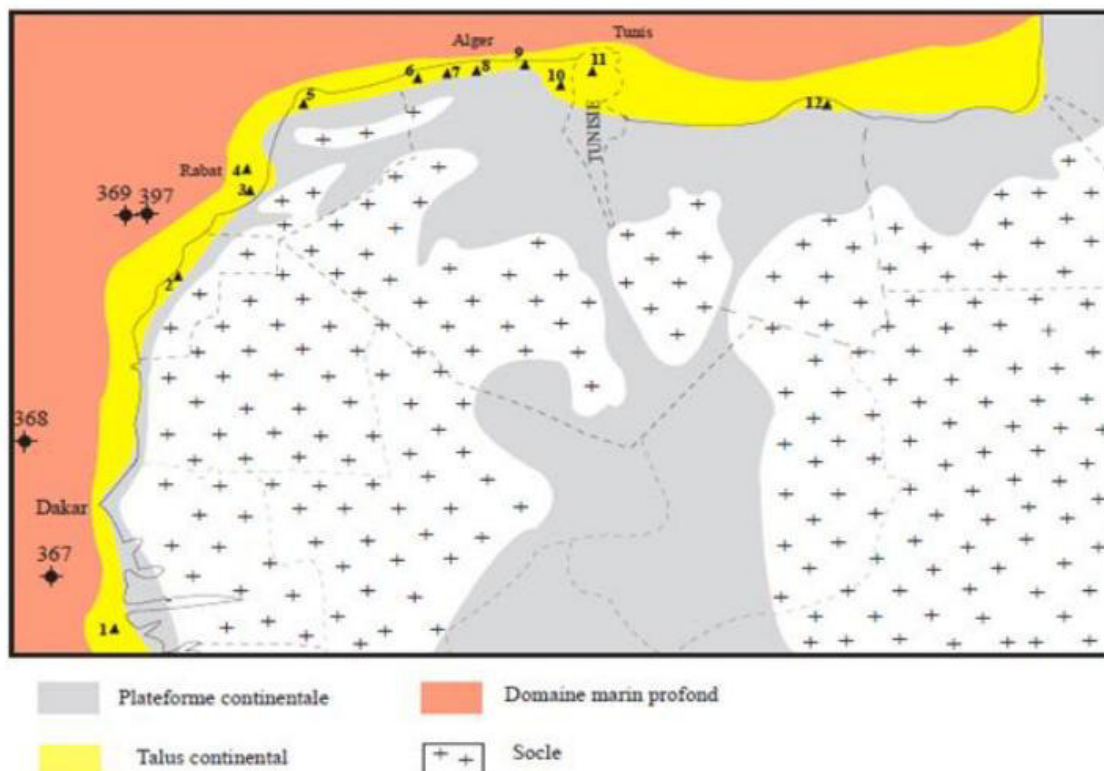 Tunis
Alger
9
11
6
7
8
10
5
12
TUNISIE
4
Rabat
3
369
397
2
368
Dakar
367
1
Plateforme continentale
Domaine marin profond
Talus continental
Socle